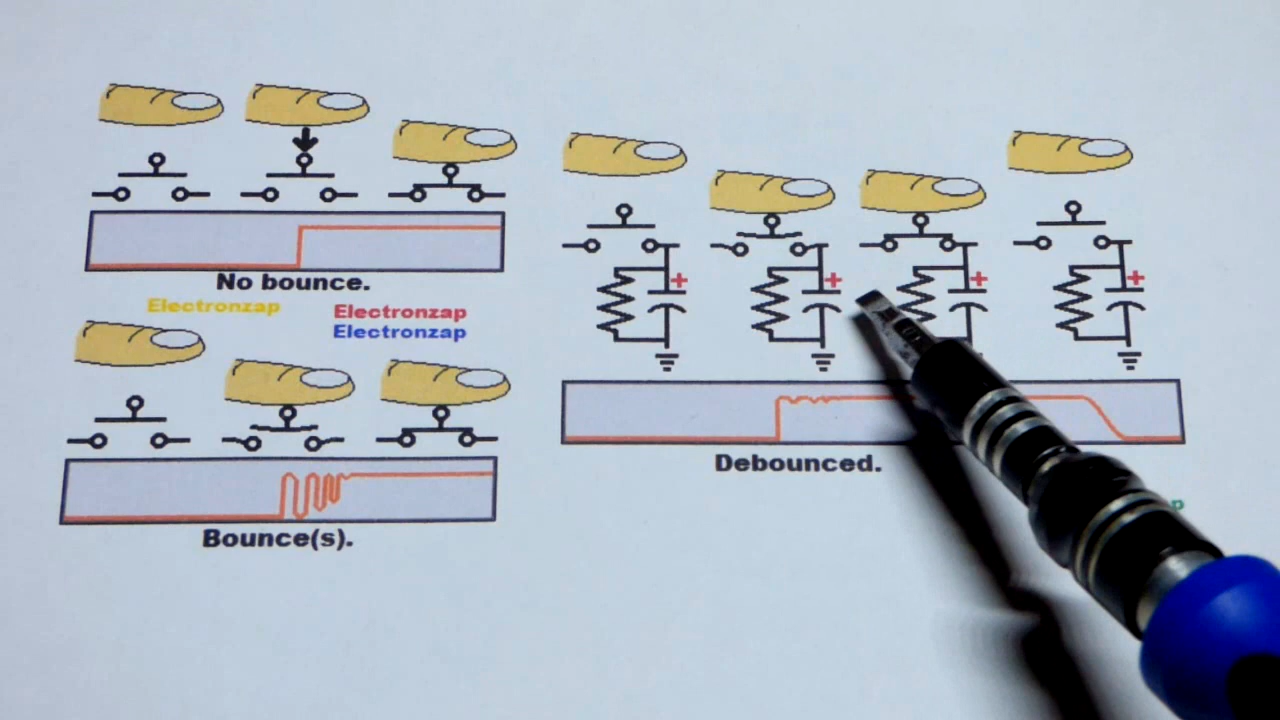 No bounce.
Electronzap
Electronzap
Electronzap
Bounce(s).
+
+
+
+
Debounced.